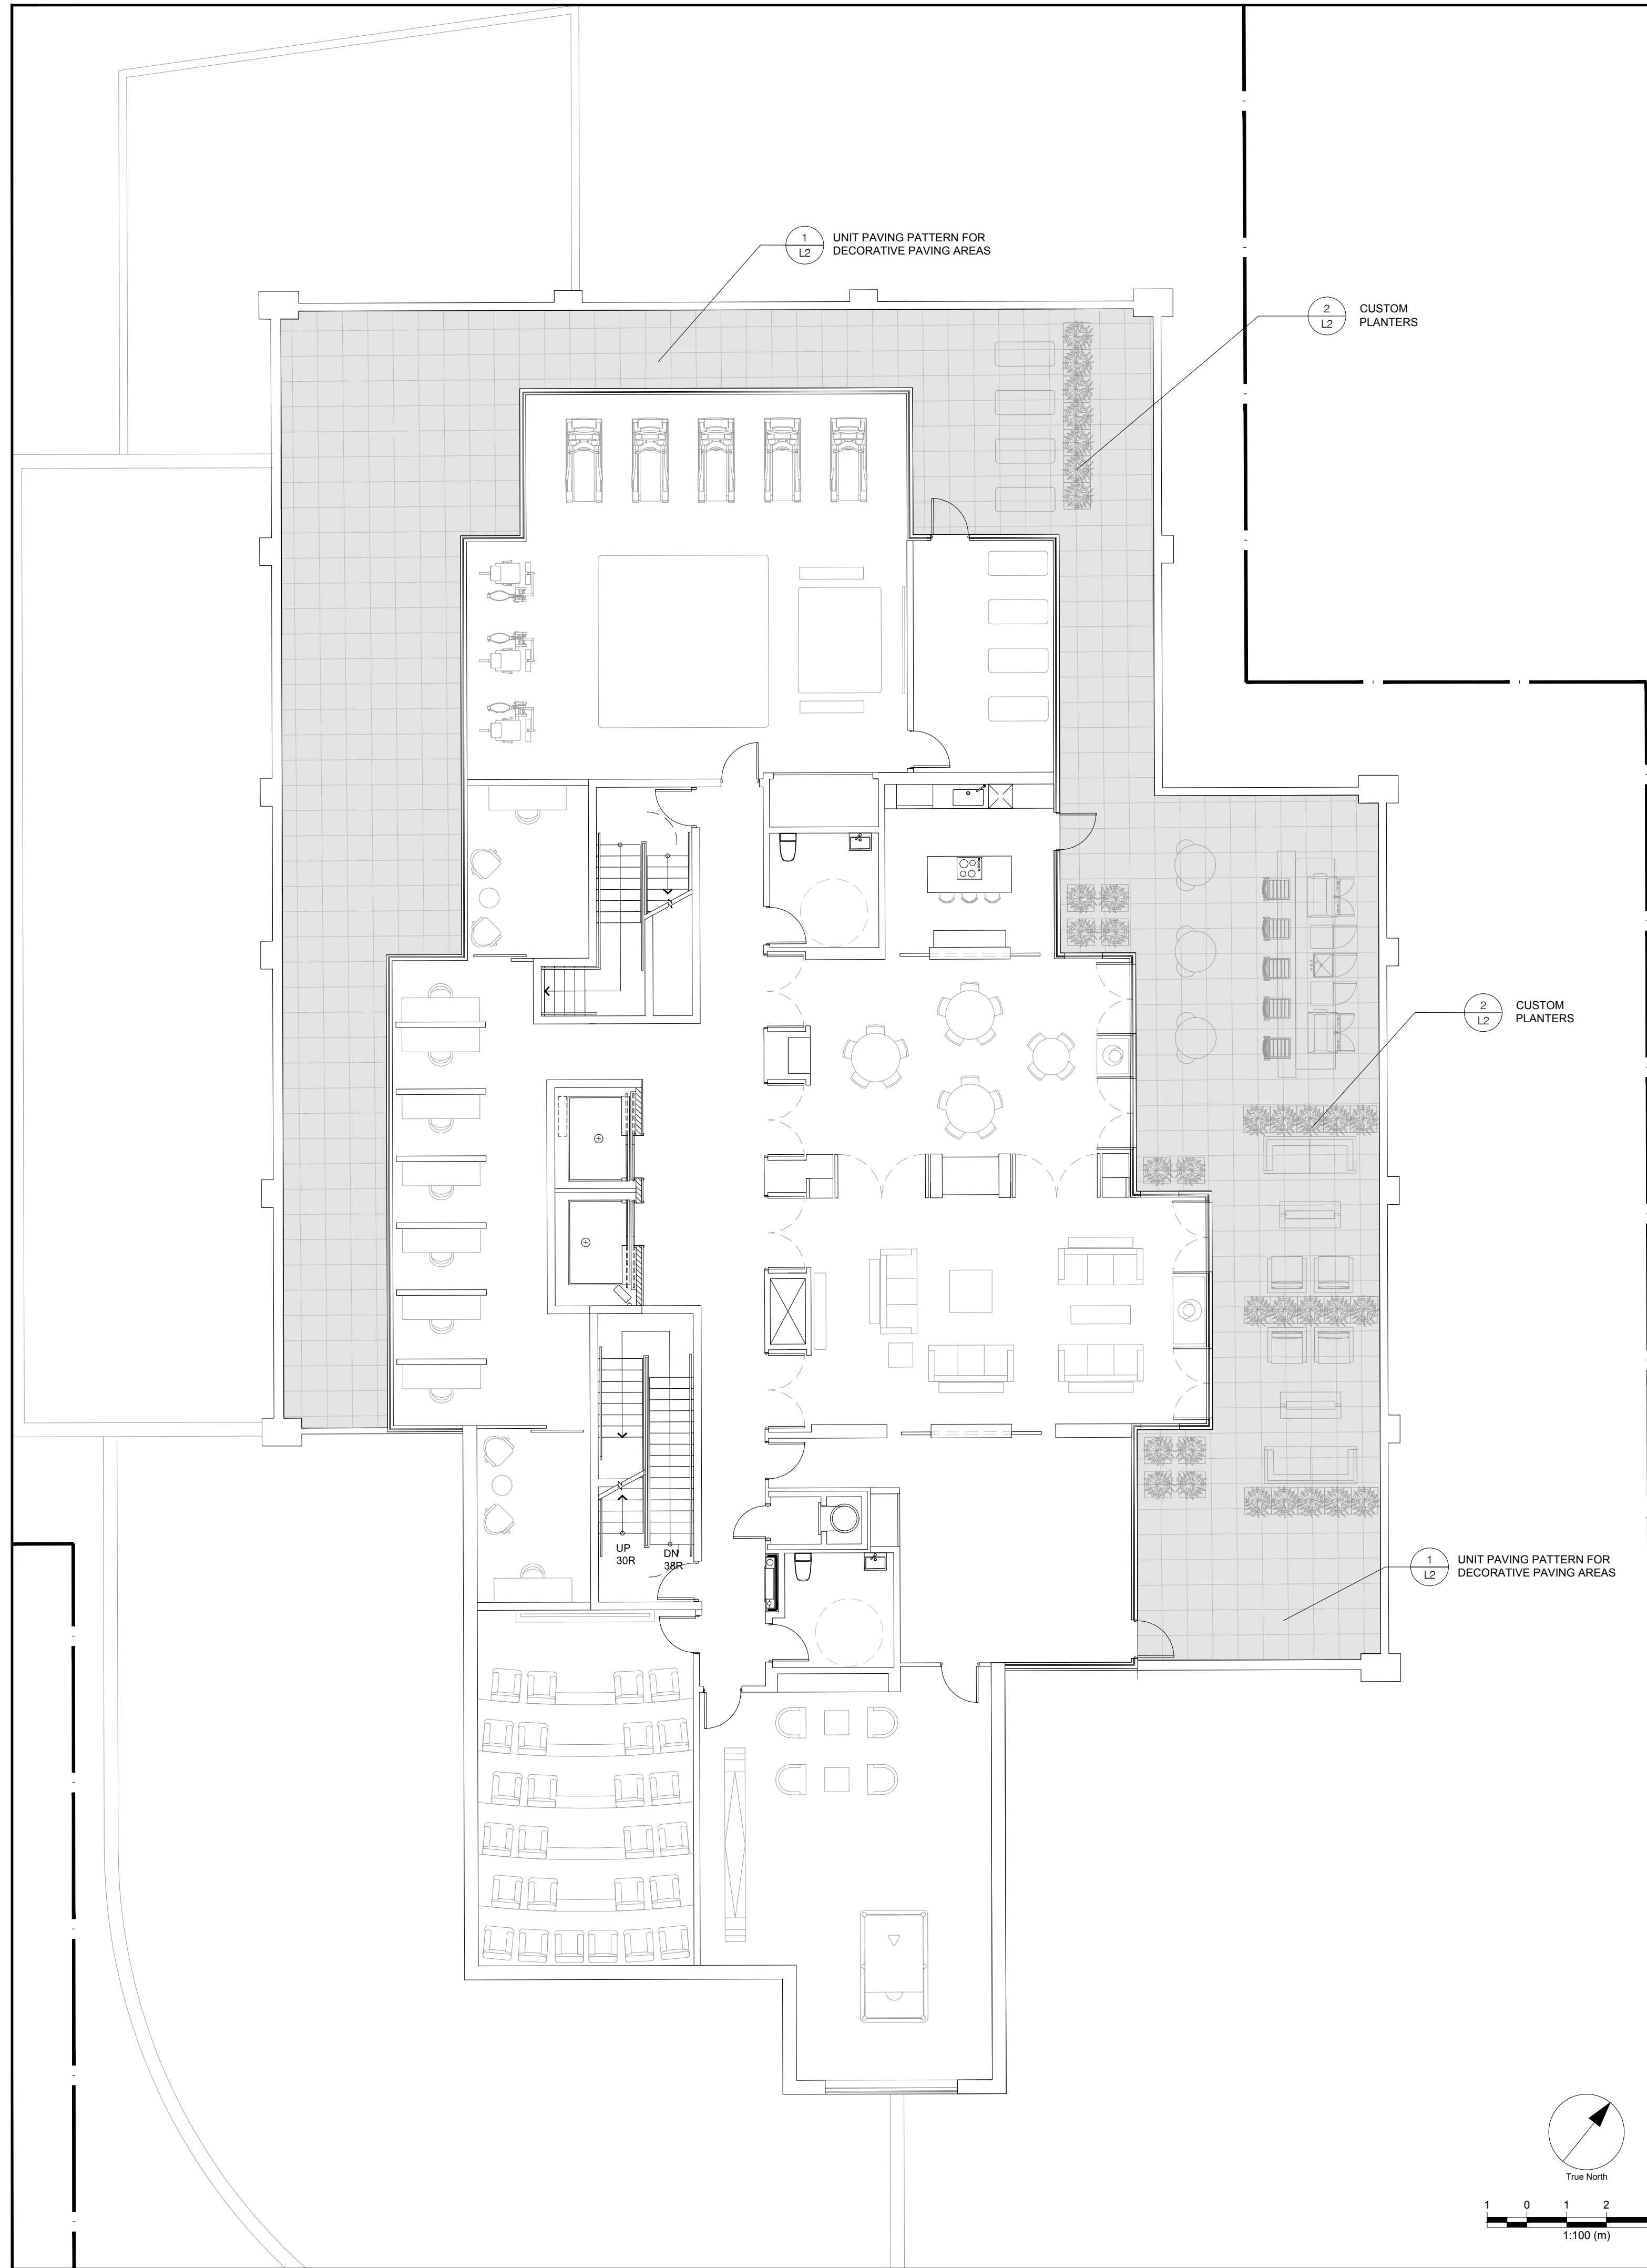 1
L2
UNIT PAVING PATTERN FOR
DECORATIVE PAVING AREAS
2
L2
CUSTOM
PLANTERS
2
L2
CUSTOM
PLANTERS
UP
30R
DN
38R
1
L2
UNIT PAVING PATTERN FOR
DECORATIVE PAVING AREAS
True North
1 0 1 2
1:100 (m)